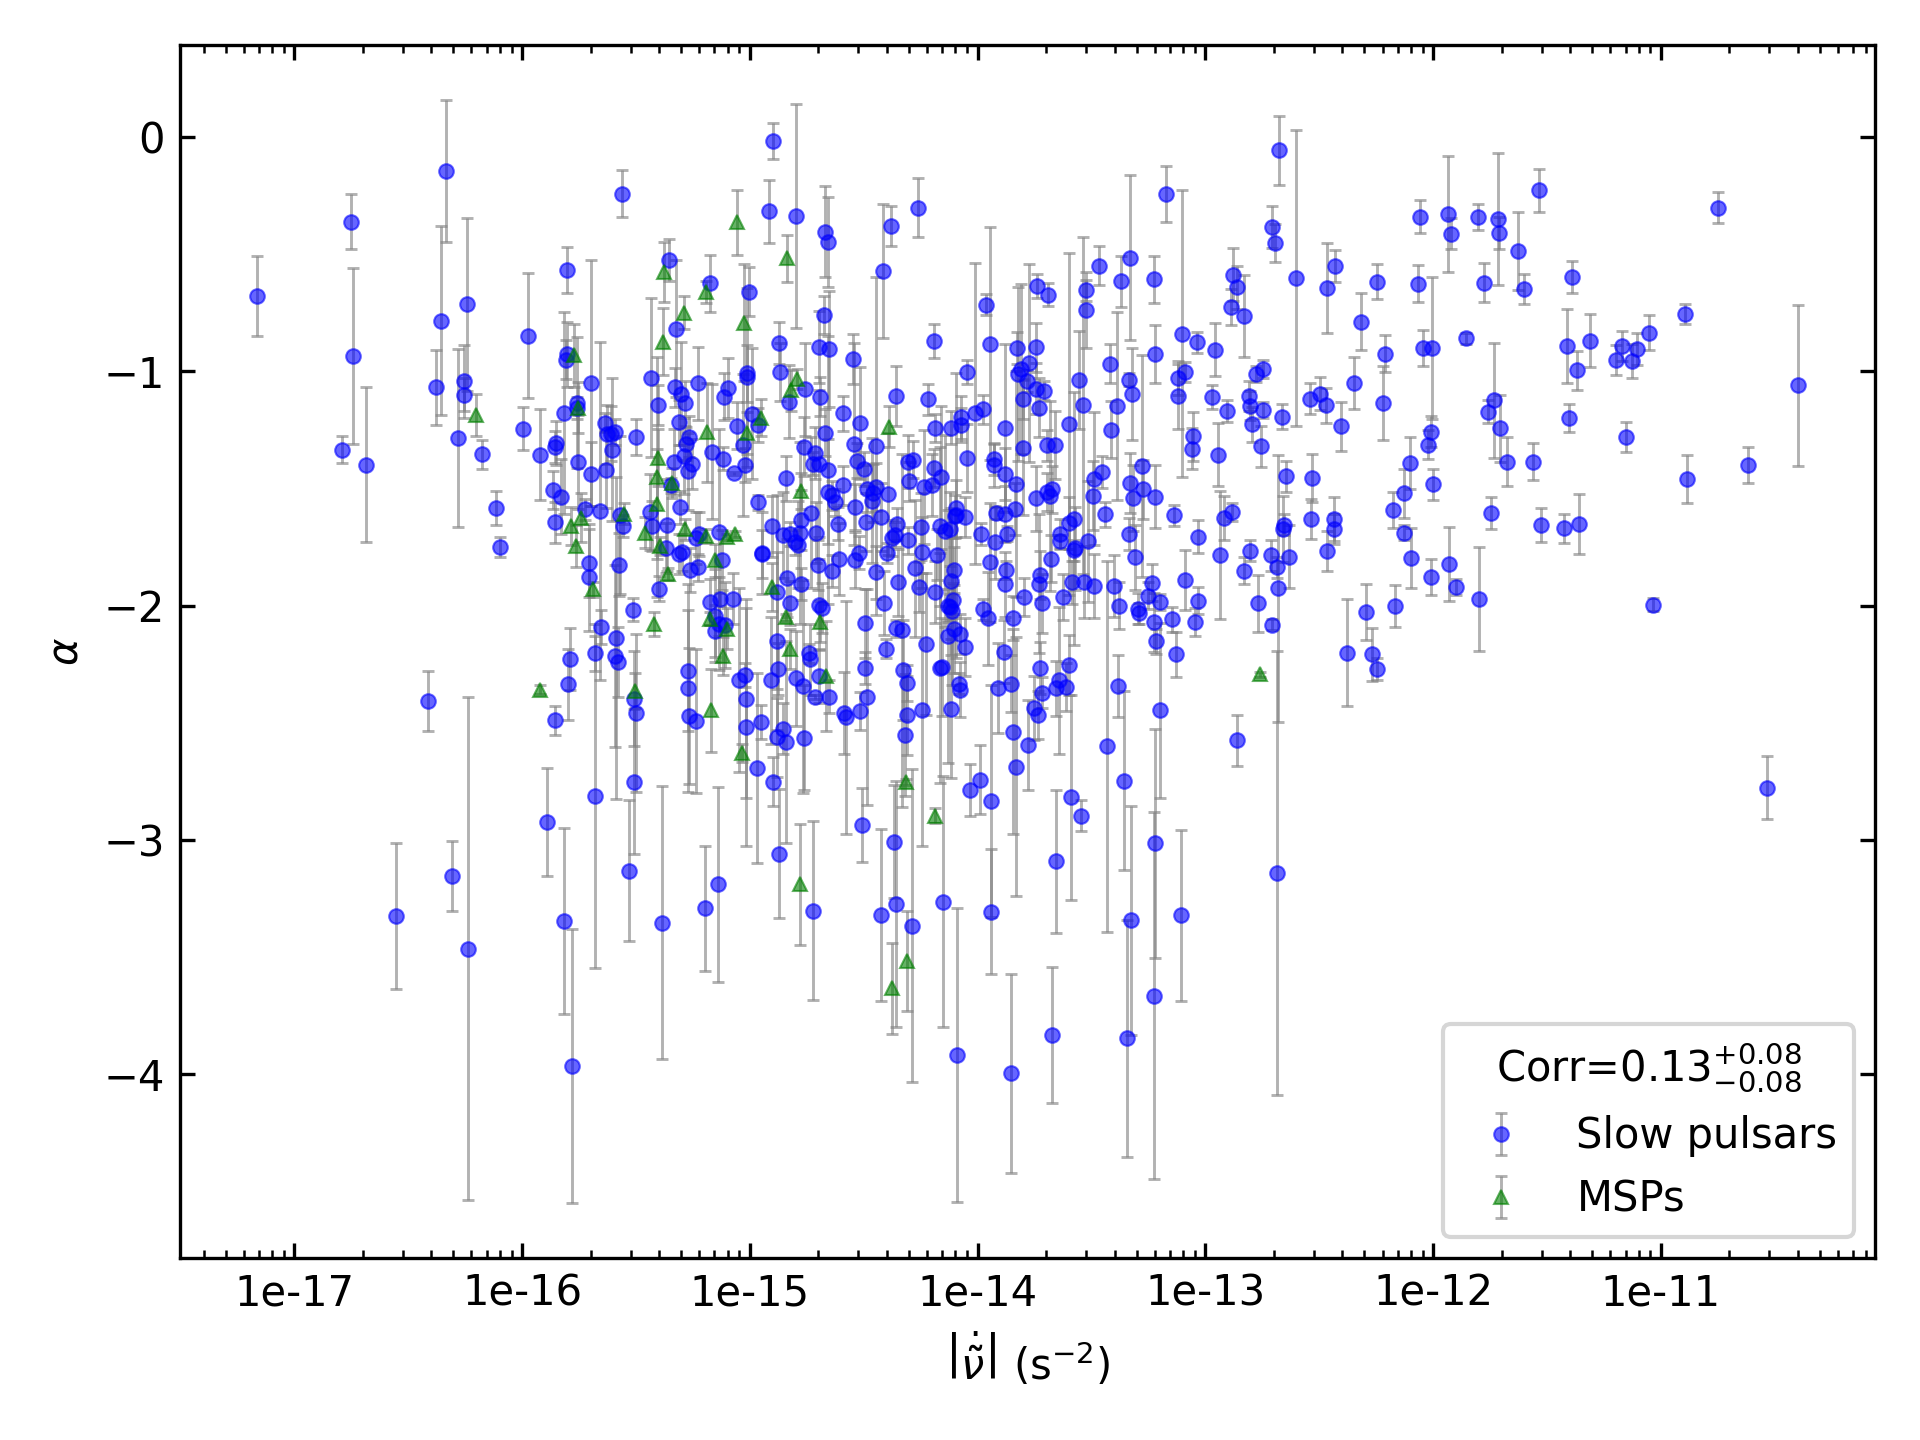 0
−1
−2
−3
−4
α
1e-17 1e-16 1e-15 1e-14 1e-13 1e-12 1e-11
|ν̃̇| (s⁻²)
Corr=0.13⁺⁰·⁰⁸₋₀.₀₈
Slow pulsars
MSPs